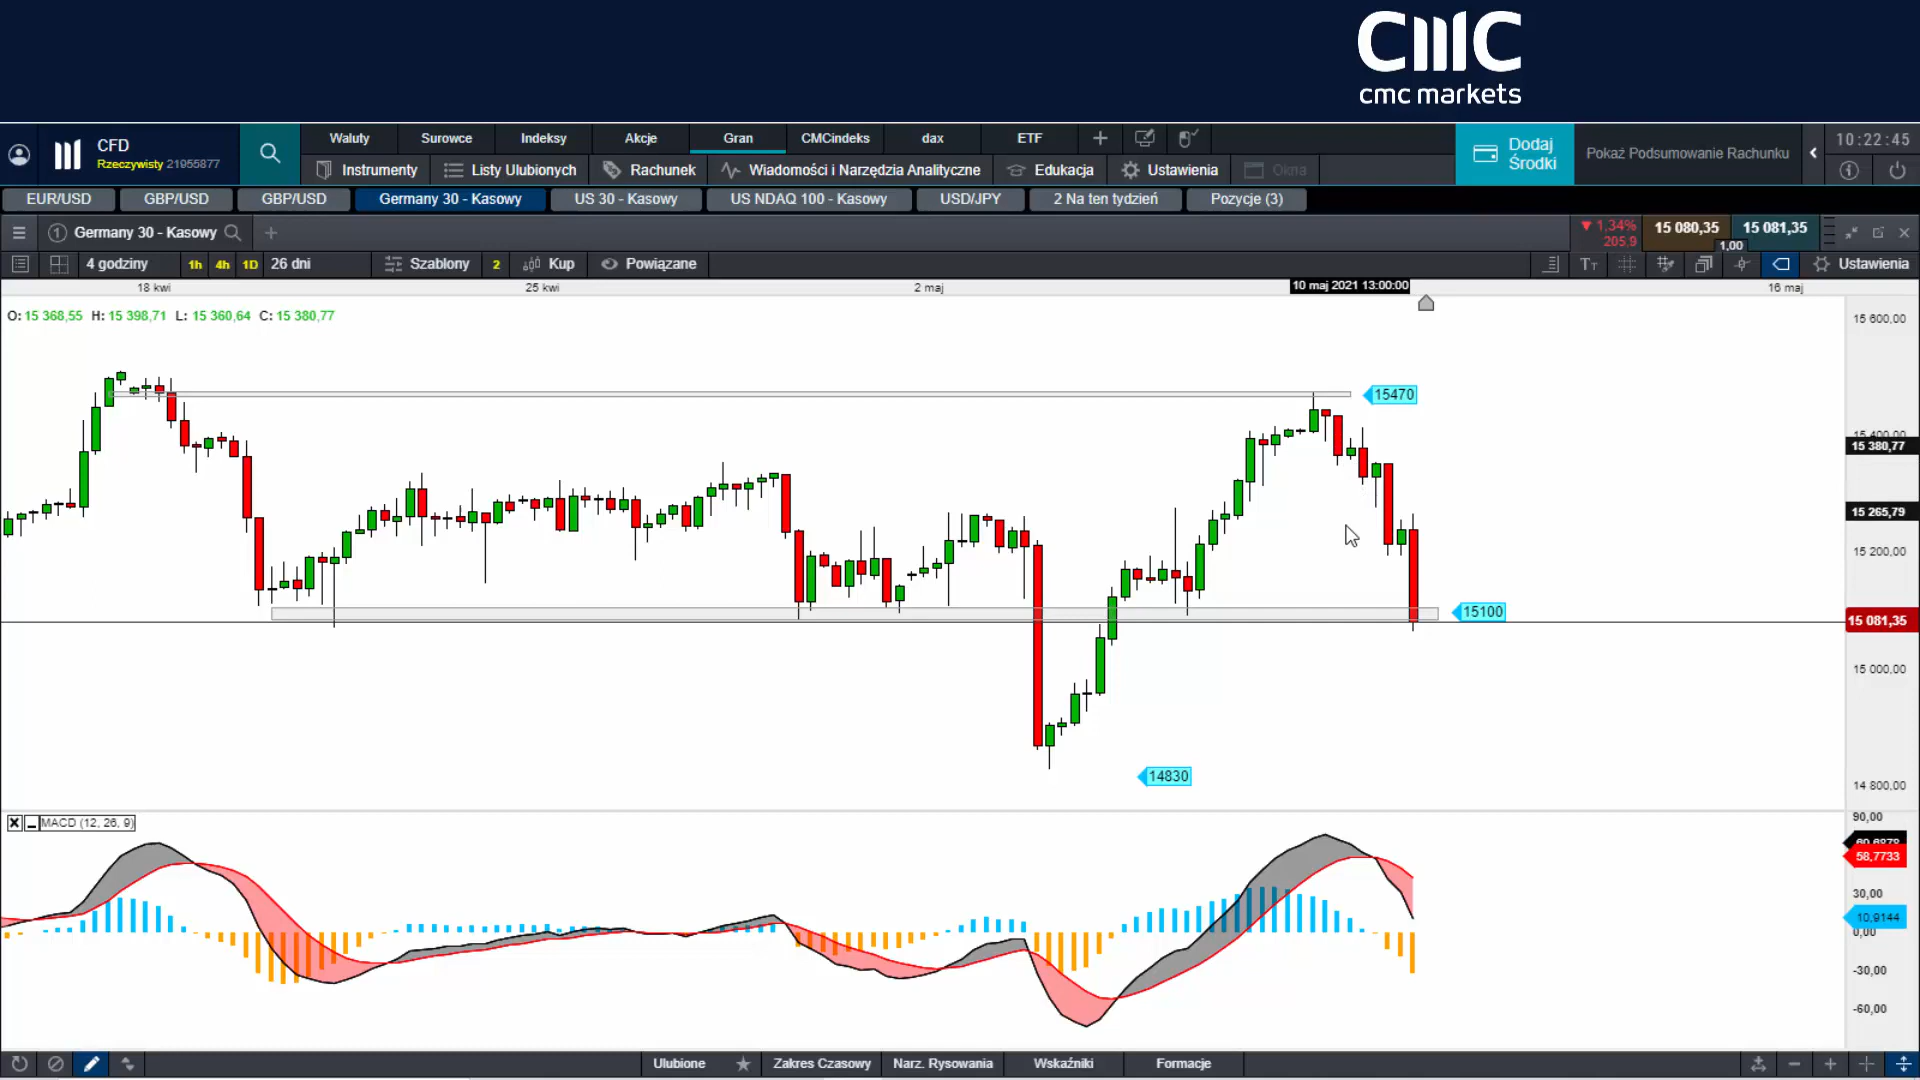 CMC
cmc markets
CFD
Rzeczywisty 21955877
Waluty Surowce Indeksy Akcje Gran CMCindeks dax ETF
Instrumenty Listy Ulubionych Rachunek Wiadomości i Narzędzia Analityczne Edukacja Ustawienia Okna
Dodaj
Środki
Pokaż Podsumowanie Rachunku
10:22:45
EUR/USD GBP/USD GBP/USD Germany 30 - Kasowy US 30 - Kasowy US NDAQ 100 - Kasowy USD/JPY 2 Na ten tydzień Pozycje (3)
1 Germany 30 - Kasowy
1,34%
205,9
15 080,35 15 081,35
1,00
4 godziny 1h 4h 1D 26 dni Szablony 2 Kup Powiązane Ustawienia
18 kwi 25 kwi 2 maj 10 maj 2021 13:00:00 16 maj
O: 15 368,55 H: 15 398,71 L: 15 360,64 C: 15 380,77
15 600,00
15470
15 400,00
15 380,77
15 265,79
15 200,00
15100
15 081,35
15 000,00
14830
14 800,00
MACD (12, 26, 9)
90,00
58,7733
30,00
10,9144
0,00
-30,00
-60,00
Ulubione Zakres Czasowy Narz. Rysowania Wskaźniki Formacje